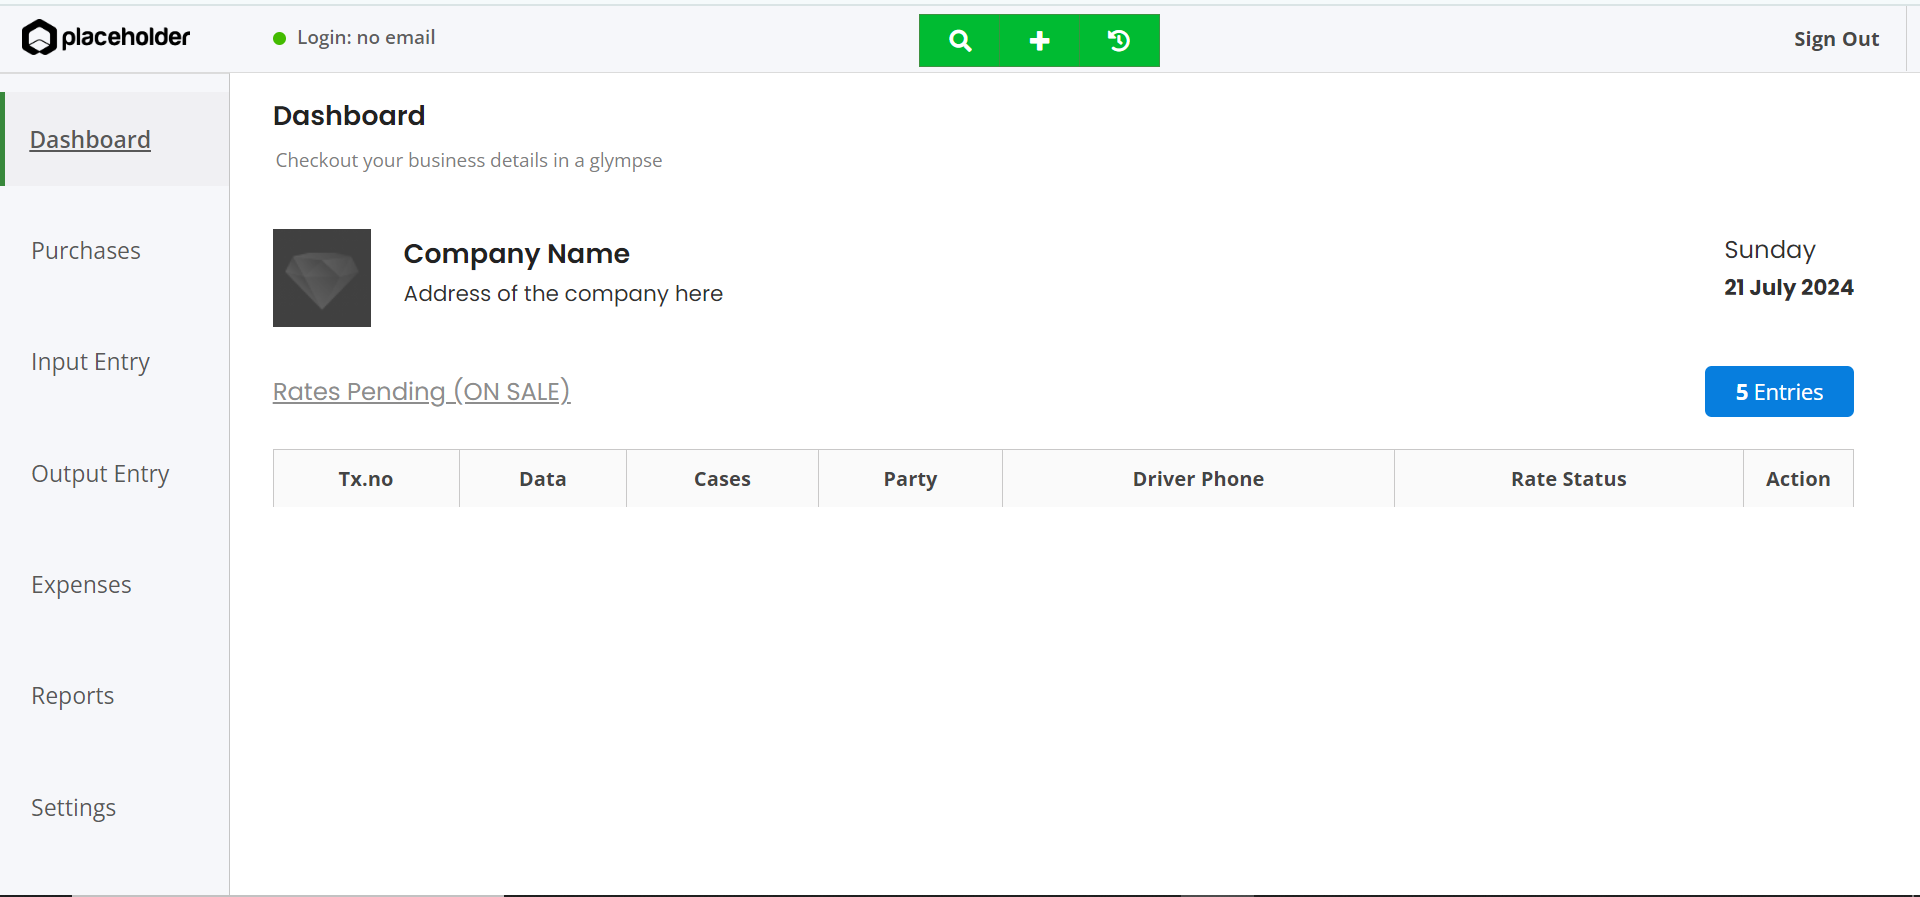 placeholder
Login: no email
Sign Out
Dashboard
Purchases
Input Entry
Output Entry
Expenses
Reports
Settings
Dashboard
Checkout your business details in a glympse
Company Name
Address of the company here
Sunday
21 July 2024
Rates Pending (ON SALE)
5 Entries
Tx.no Data Cases Party Driver Phone Rate Status Action